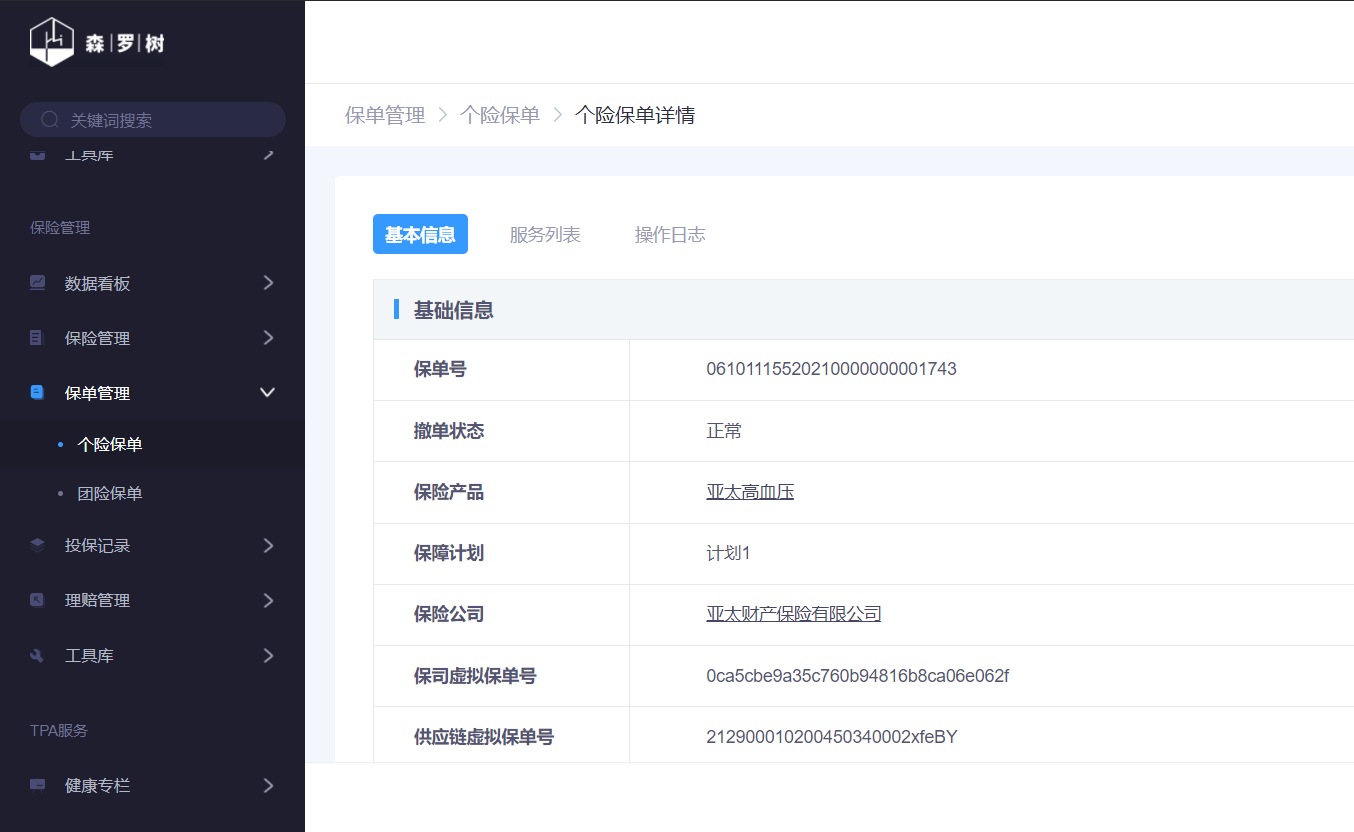 森罗树
关键词搜索
工具库
保险管理
数据看板
保险管理
保单管理
个险保单
团险保单
投保记录
理赔管理
工具库
TPA服务
健康专栏
保单管理 > 个险保单 > 个险保单详情
基本信息 服务列表 操作日志
基础信息
保单号 06101115520210000000001743
撤单状态 正常
保险产品 亚太高血压
保障计划 计划1
保险公司 亚太财产保险有限公司
保司虚拟保单号 0ca5cbe9a35c760b94816b8ca06e062f
供应链虚拟保单号 212900010200450340002xfeBY